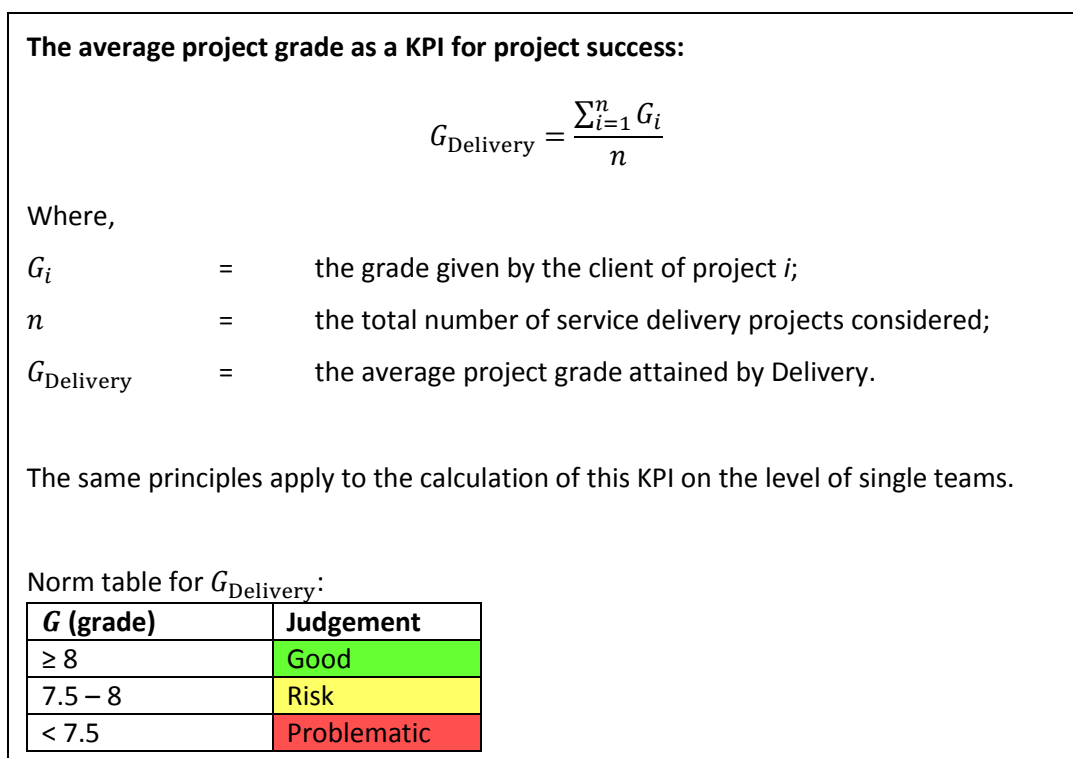 The average project grade as a KPI for project success:
G_Delivery = ∑_{i=1}^{n} G_i / n
Where,
G_i = the grade given by the client of project i;
n = the total number of service delivery projects considered;
G_Delivery = the average project grade attained by Delivery.
The same principles apply to the calculation of this KPI on the level of single teams.
Norm table for G_Delivery:
G (grade) Judgement
≥ 8 Good
7.5 – 8 Risk
< 7.5 Problematic